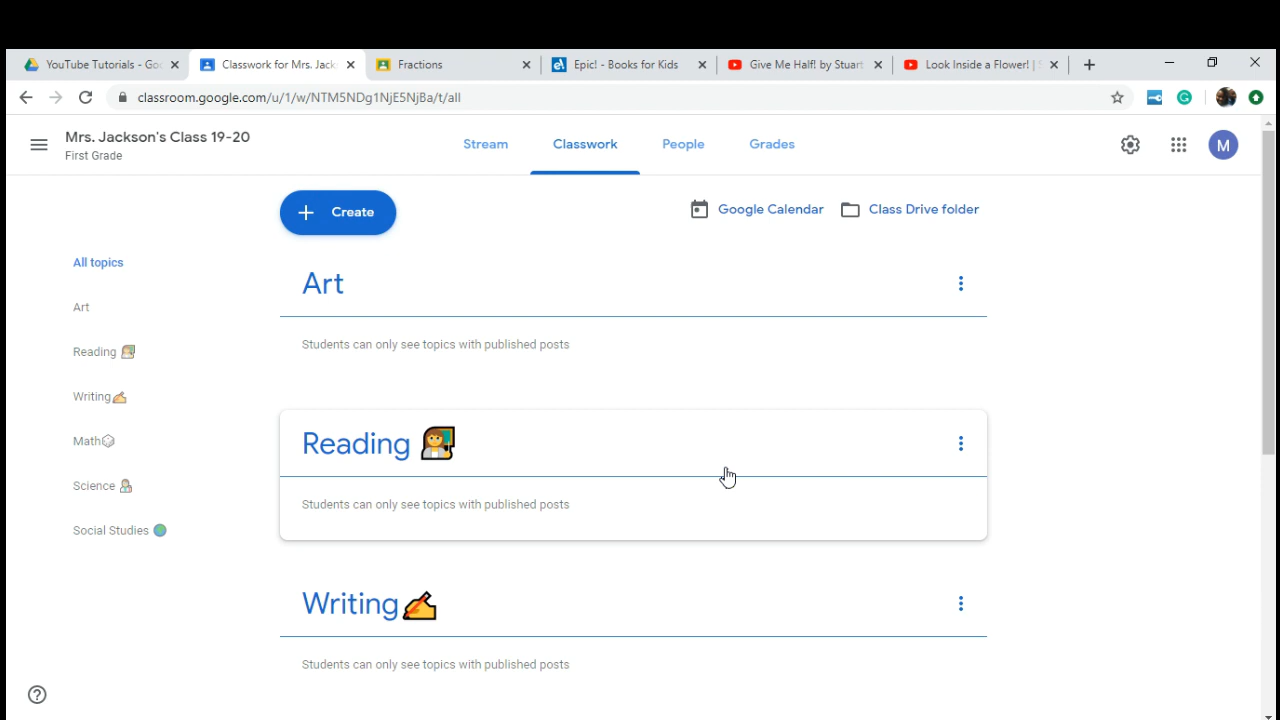 YouTube Tutorials - Goo
Classwork for Mrs. Jack
Fractions
Epic! - Books for Kids
Give Me Half! by Stuart
Look Inside a Flower! |
classroom.google.com/u/1/w/NTM5NDg1NjE5NjBa/t/all
Mrs. Jackson's Class 19-20
First Grade
Stream
Classwork
People
Grades
M
Create
Google Calendar
Class Drive folder
All topics
Art
Reading
Writing
Math
Science
Social Studies
Art
Students can only see topics with published posts
Reading
Students can only see topics with published posts
Writing
Students can only see topics with published posts